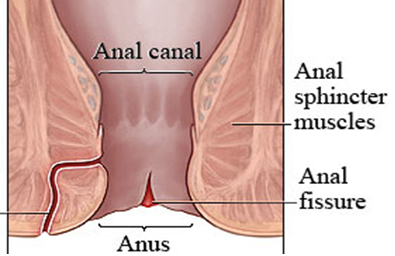 Anal canal
Anal
sphincter
muscles
Anal
fissure
Anus